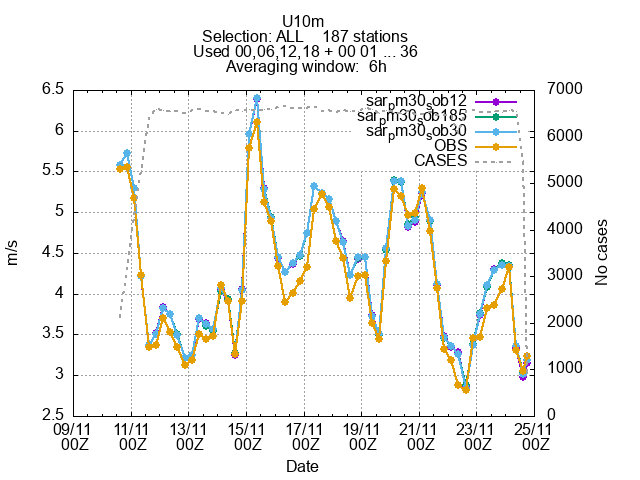 U10m
Selection: ALL 187 stations
Used 00,06,12,18 + 00 01 ... 36
Averaging window: 6h
6.5
6
5.5
5
4.5
4
3.5
3
2.5
m/s
7000
6000
5000
4000
3000
2000
1000
0
No cases
sarpm30sob12
sarpm30sob185
sarpm30sob30
OBS
CASES
09/11 11/11 13/11 15/11 17/11 19/11 21/11 23/11 25/11
00Z 00Z 00Z 00Z 00Z 00Z 00Z 00Z 00Z
Date